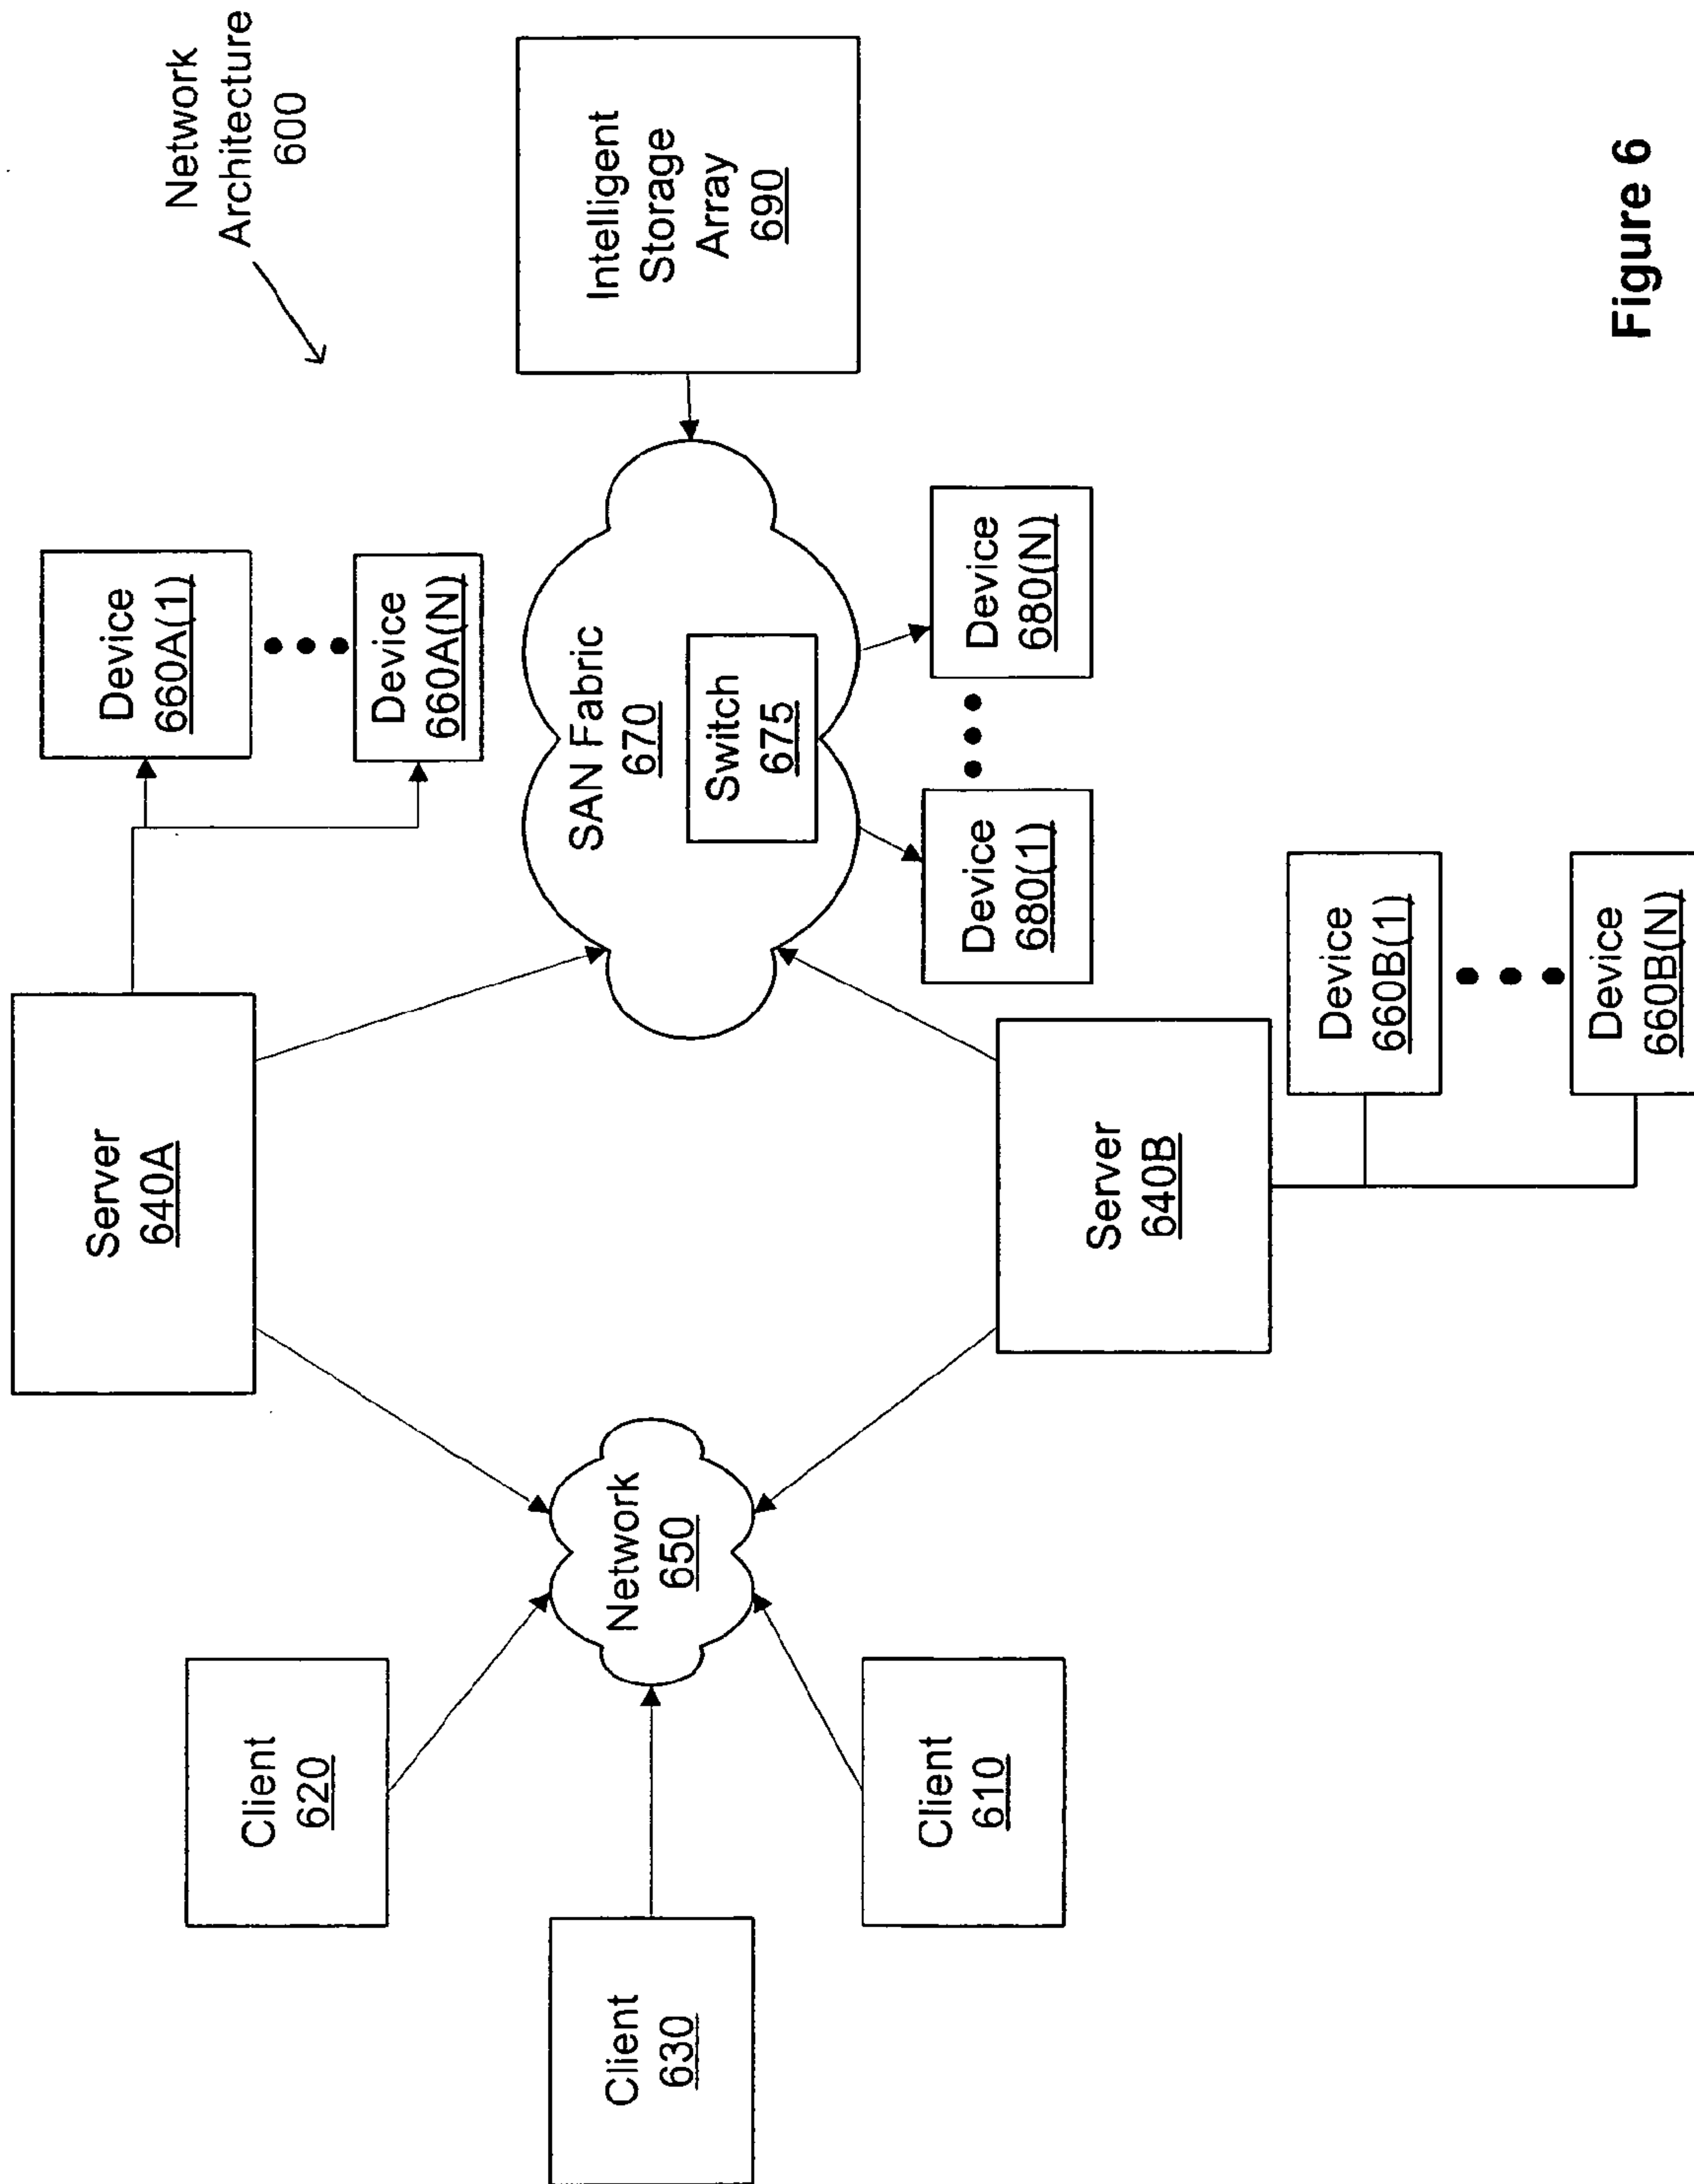 Network
Architecture
600
Device
660A(1)
Device
660A(N)
Server
640A
Intelligent
Storage
Array
690
SAN Fabric
670
Switch
675
Device
680(1)
Device
680(N)
Client
620
Network
650
Client
630
Client
610
Server
640B
Device
660B(1)
Device
660B(N)
Figure 6